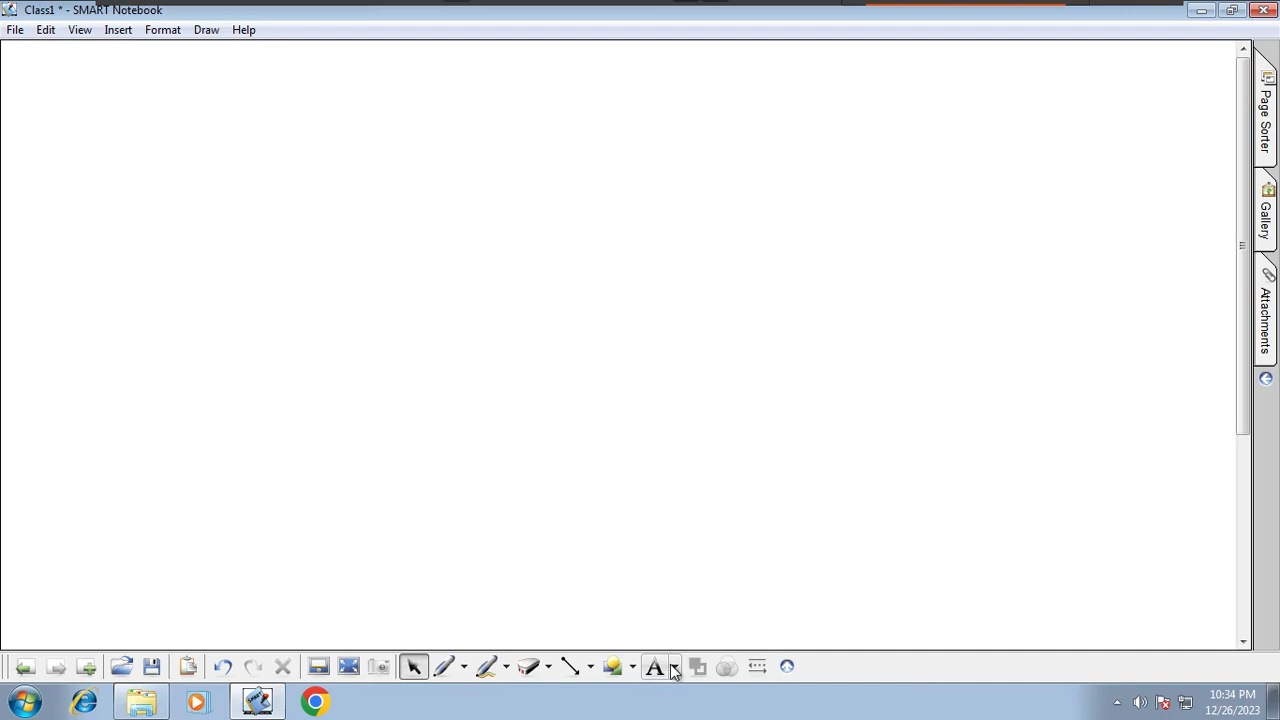 Class1 * - SMART Notebook
File Edit View Insert Format Draw Help
Page Sorter
Gallery
Attachments
A
10:34 PM
12/26/2023